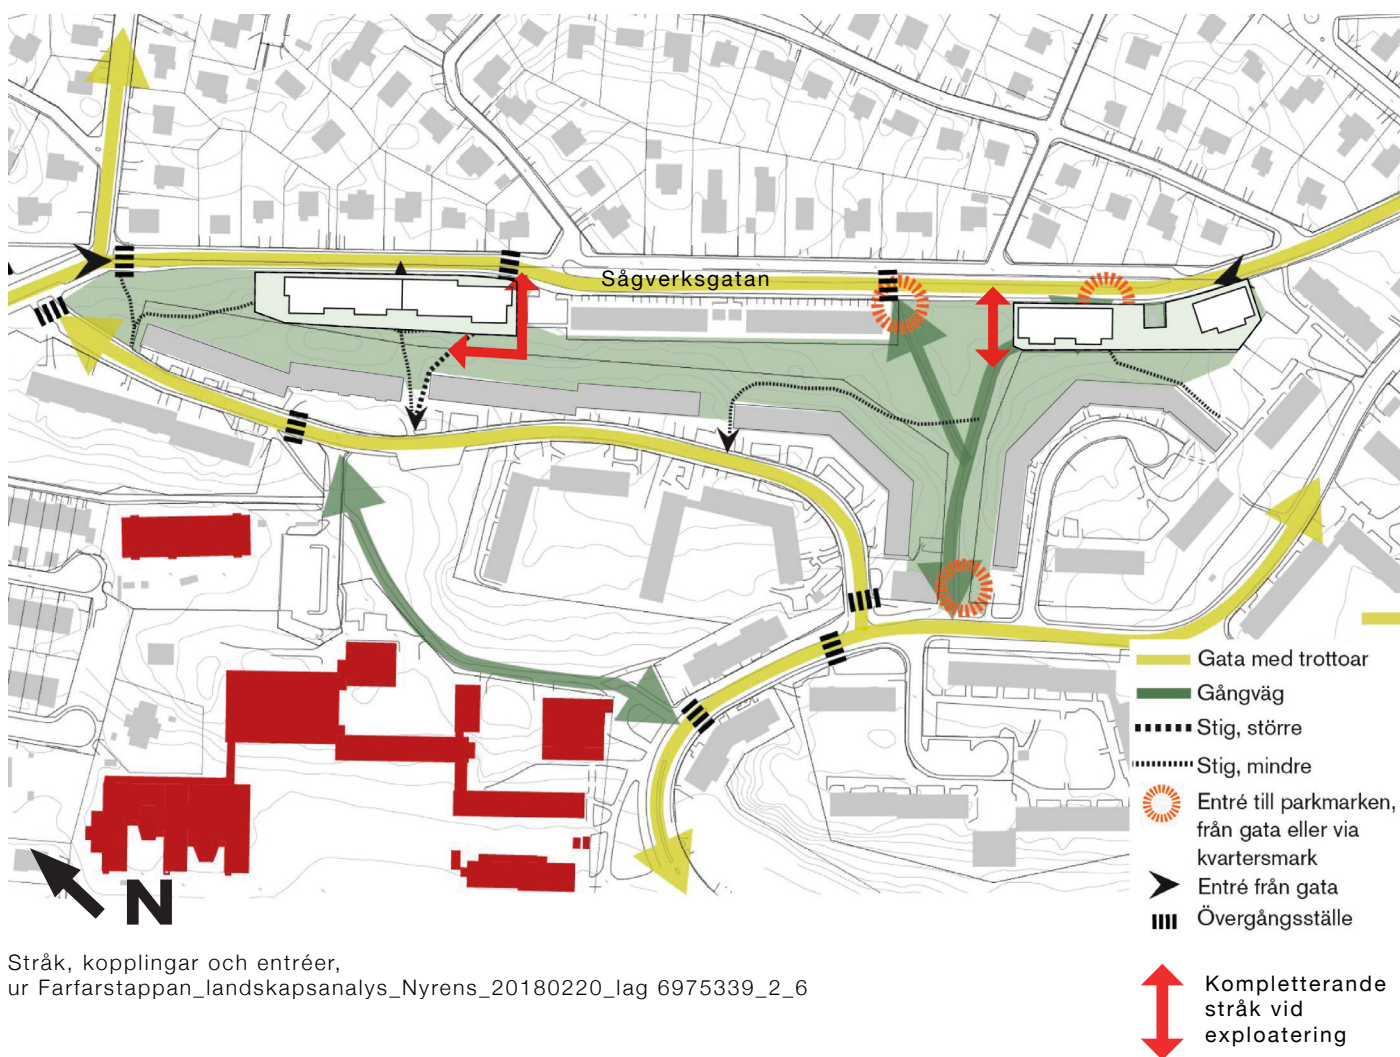 Sågverksgatan
Gata med trottoar
Gångväg
Stig, större
Stig, mindre
Entré till parkmarken,
från gata eller via
kvartersmark
Entré från gata
Övergångsställe
N
Stråk, kopplingar och entréer,
ur Farfarstappan_landskapsanalys_Nyrens_20180220_lag 6975339_2_6
Kompletterande
stråk vid
exploatering